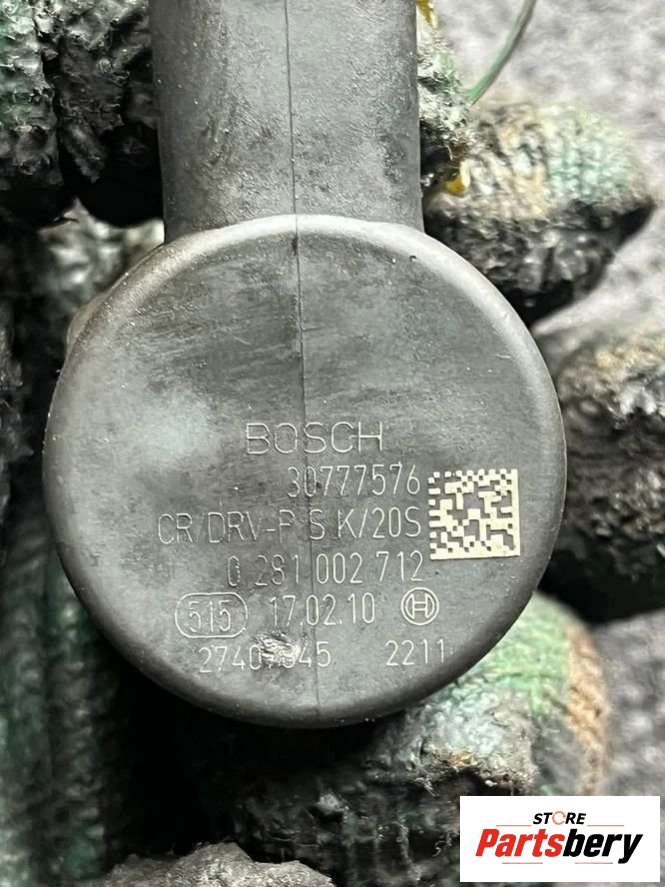 BOSCH
30777576
CR/DRV-P S K/20S
0 281 002 712
515 17.02.10
2211
STORE
Partsbery